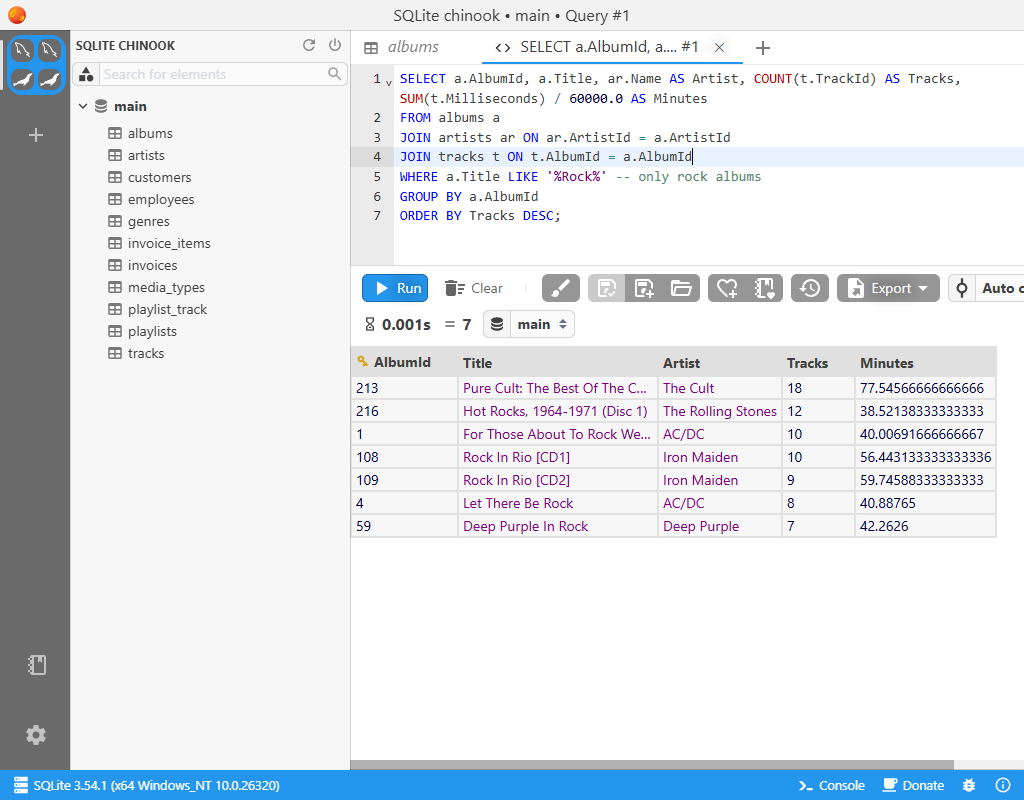 SQLite chinook • main • Query #1
SQLITE CHINOOK
Search for elements
main
albums
artists
customers
employees
genres
invoice_items
invoices
media_types
playlist_track
playlists
tracks
albums
<> SELECT a.AlbumId, a.... #1 ×
1 SELECT a.AlbumId, a.Title, ar.Name AS Artist, COUNT(t.TrackId) AS Tracks,
SUM(t.Milliseconds) / 60000.0 AS Minutes
2 FROM albums a
3 JOIN artists ar ON ar.ArtistId = a.ArtistId
4 JOIN tracks t ON t.AlbumId = a.AlbumId
5 WHERE a.Title LIKE '%Rock%' -- only rock albums
6 GROUP BY a.AlbumId
7 ORDER BY Tracks DESC;
Run Clear Export Auto c
0.001s = 7 main
AlbumId Title Artist Tracks Minutes
213 Pure Cult: The Best Of The C... The Cult 18 77.54566666666666
216 Hot Rocks, 1964-1971 (Disc 1) The Rolling Stones 12 38.52138333333333
1 For Those About To Rock We... AC/DC 10 40.00691666666667
108 Rock In Rio [CD1] Iron Maiden 10 56.443133333333336
109 Rock In Rio [CD2] Iron Maiden 9 59.74588333333333
4 Let There Be Rock AC/DC 8 40.88765
59 Deep Purple In Rock Deep Purple 7 42.2626
SQLite 3.54.1 (x64 Windows_NT 10.0.26320)
Console Donate